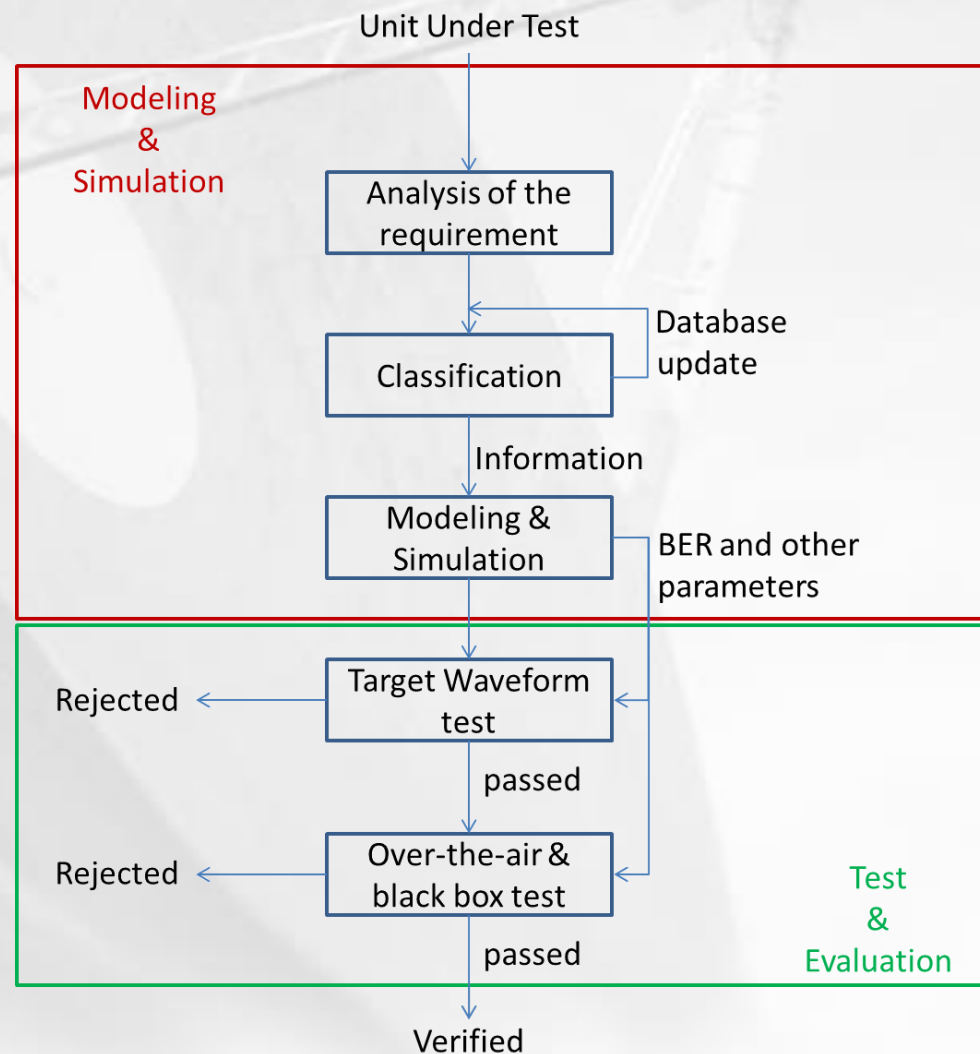 Unit Under Test
Modeling
&
Simulation
Analysis of the
requirement
Database
update
Classification
Information
Modeling &
Simulation
BER and other
parameters
Target Waveform
test
Rejected
passed
Over-the-air &
black box test
Rejected
Test
&
Evaluation
passed
Verified